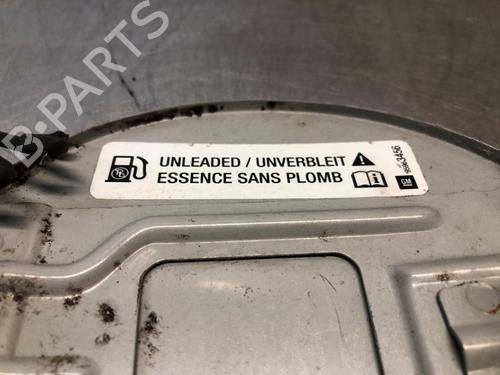 B-PARTS
UNLEADED / UNVERBLEIT
ESSENCE SANS PLOMB
GM